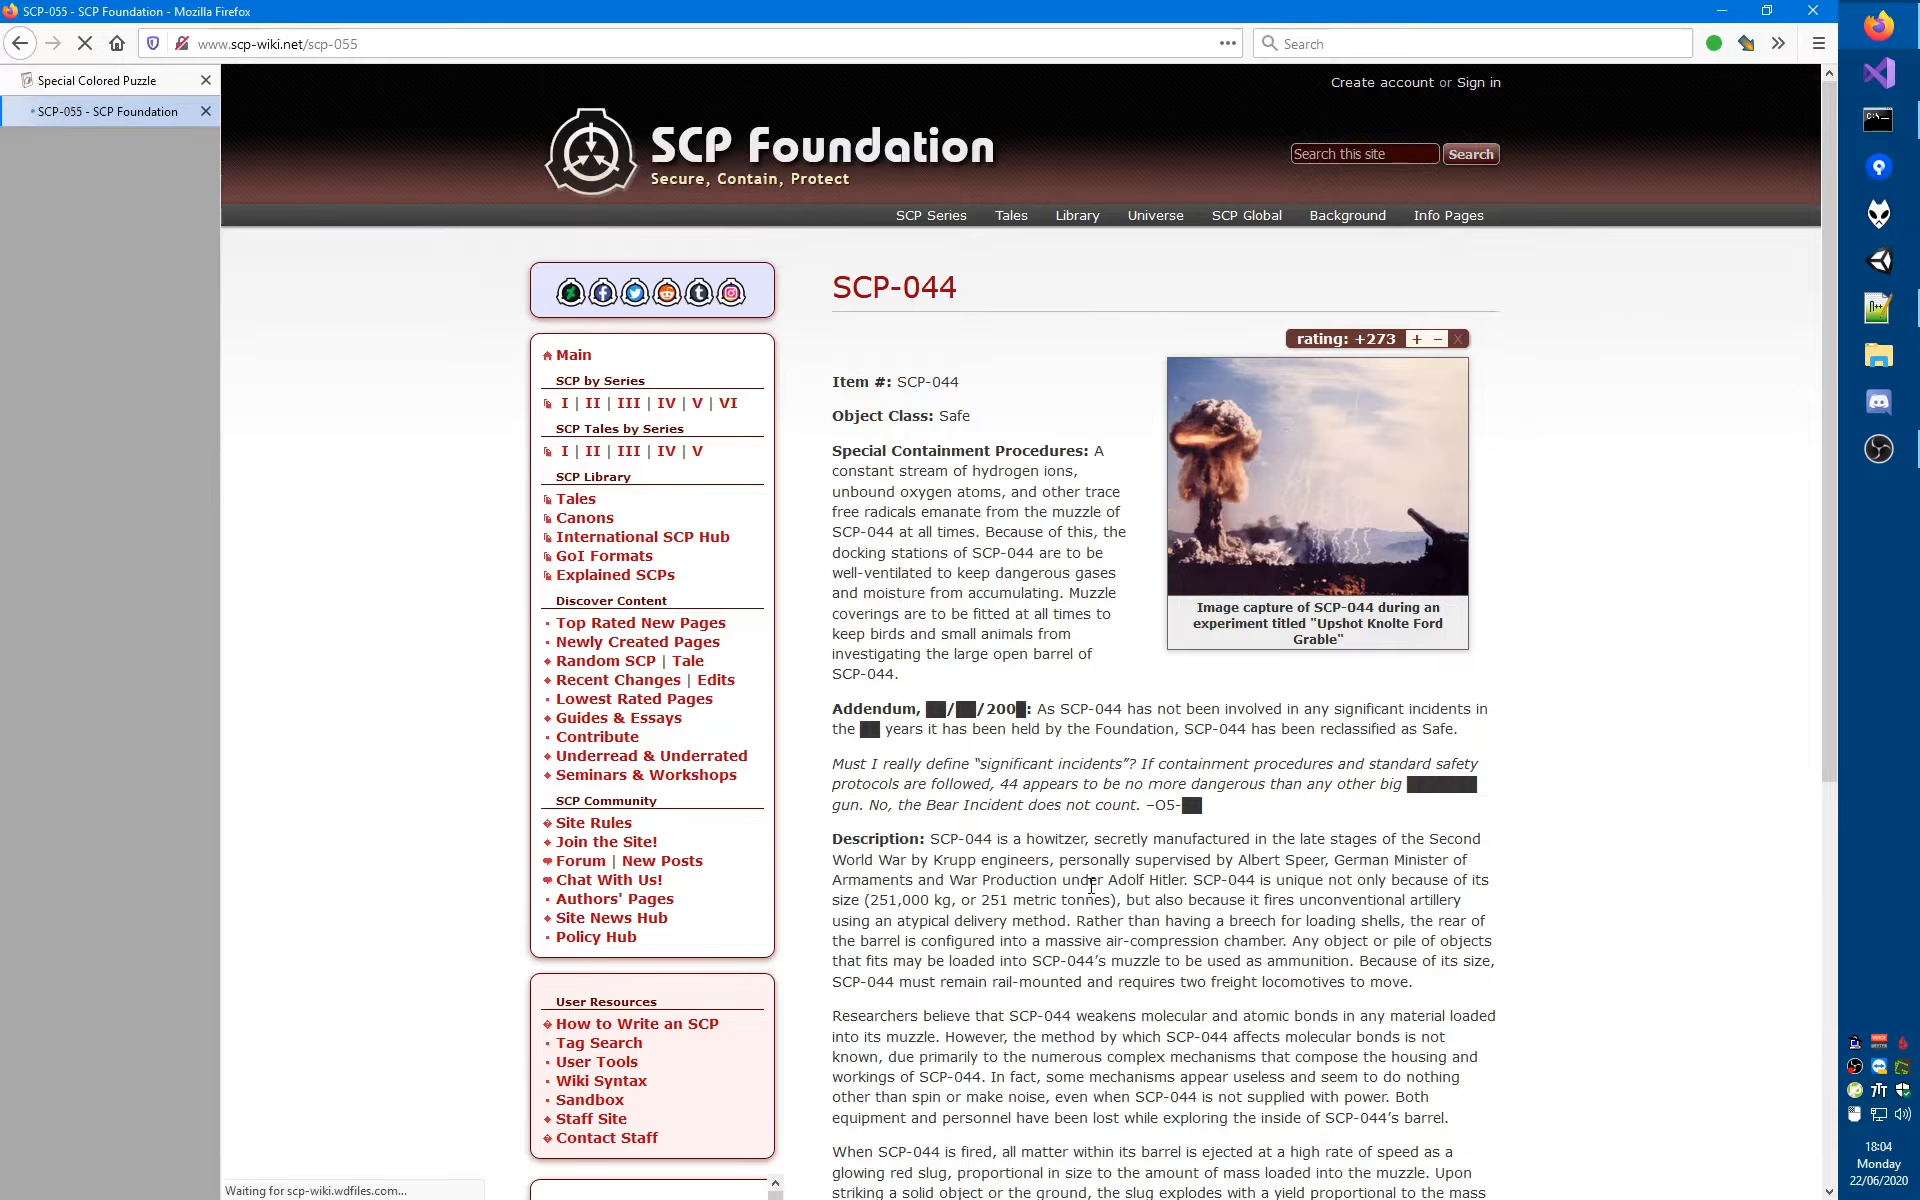 SCP-055 - SCP Foundation - Mozilla Firefox
www.scp-wiki.net/scp-055
Search
Special Colored Puzzle
SCP-055 - SCP Foundation
Create account or Sign in
SCP Foundation
Secure, Contain, Protect
Search this site
Search
SCP Series
Tales
Library
Universe
SCP Global
Background
Info Pages
Main
SCP by Series
I | II | III | IV | V | VI
SCP Tales by Series
I | II | III | IV | V
SCP Library
Tales
Canons
International SCP Hub
GoI Formats
Explained SCPs
Discover Content
Top Rated New Pages
Newly Created Pages
Random SCP | Tale
Recent Changes | Edits
Lowest Rated Pages
Guides & Essays
Contribute
Underread & Underrated
Seminars & Workshops
SCP Community
Site Rules
Join the Site!
Forum | New Posts
Chat With Us!
Authors' Pages
Site News Hub
Policy Hub
User Resources
How to Write an SCP
Tag Search
User Tools
Wiki Syntax
Sandbox
Staff Site
Contact Staff
SCP-044
rating: +273 + – X
Item #: SCP-044
Object Class: Safe
Special Containment Procedures: A
constant stream of hydrogen ions,
unbound oxygen atoms, and other trace
free radicals emanate from the muzzle of
SCP-044 at all times. Because of this, the
docking stations of SCP-044 are to be
well-ventilated to keep dangerous gases
and moisture from accumulating. Muzzle
coverings are to be fitted at all times to
keep birds and small animals from
investigating the large open barrel of
SCP-044.
Image capture of SCP-044 during an
experiment titled "Upshot Knolte Ford
Grable"
Addendum, ██/██/200█: As SCP-044 has not been involved in any significant incidents in
the ██ years it has been held by the Foundation, SCP-044 has been reclassified as Safe.
Must I really define “significant incidents”? If containment procedures and standard safety
protocols are followed, 44 appears to be no more dangerous than any other big ███████
gun. No, the Bear Incident does not count. –O5-██
Description: SCP-044 is a howitzer, secretly manufactured in the late stages of the Second
World War by Krupp engineers, personally supervised by Albert Speer, German Minister of
Armaments and War Production under Adolf Hitler. SCP-044 is unique not only because of its
size (251,000 kg, or 251 metric tonnes), but also because it fires unconventional artillery
using an atypical delivery method. Rather than having a breech for loading shells, the rear of
the barrel is configured into a massive air-compression chamber. Any object or pile of objects
that fits may be loaded into SCP-044’s muzzle to be used as ammunition. Because of its size,
SCP-044 must remain rail-mounted and requires two freight locomotives to move.
Researchers believe that SCP-044 weakens molecular and atomic bonds in any material loaded
into its muzzle. However, the method by which SCP-044 affects molecular bonds is not
known, due primarily to the numerous complex mechanisms that compose the housing and
workings of SCP-044. In fact, some mechanisms appear useless and seem to do nothing
other than spin or make noise, even when SCP-044 is not supplied with power. Both
equipment and personnel have been lost while exploring the inside of SCP-044’s barrel.
When SCP-044 is fired, all matter within its barrel is ejected at a high rate of speed as a
glowing red slug, proportional in size to the amount of mass loaded into the muzzle. Upon
striking a solid object or the ground, the slug explodes with a yield proportional to the mass
Waiting for scp-wiki.wdfiles.com...
18:04
Monday
22/06/2020